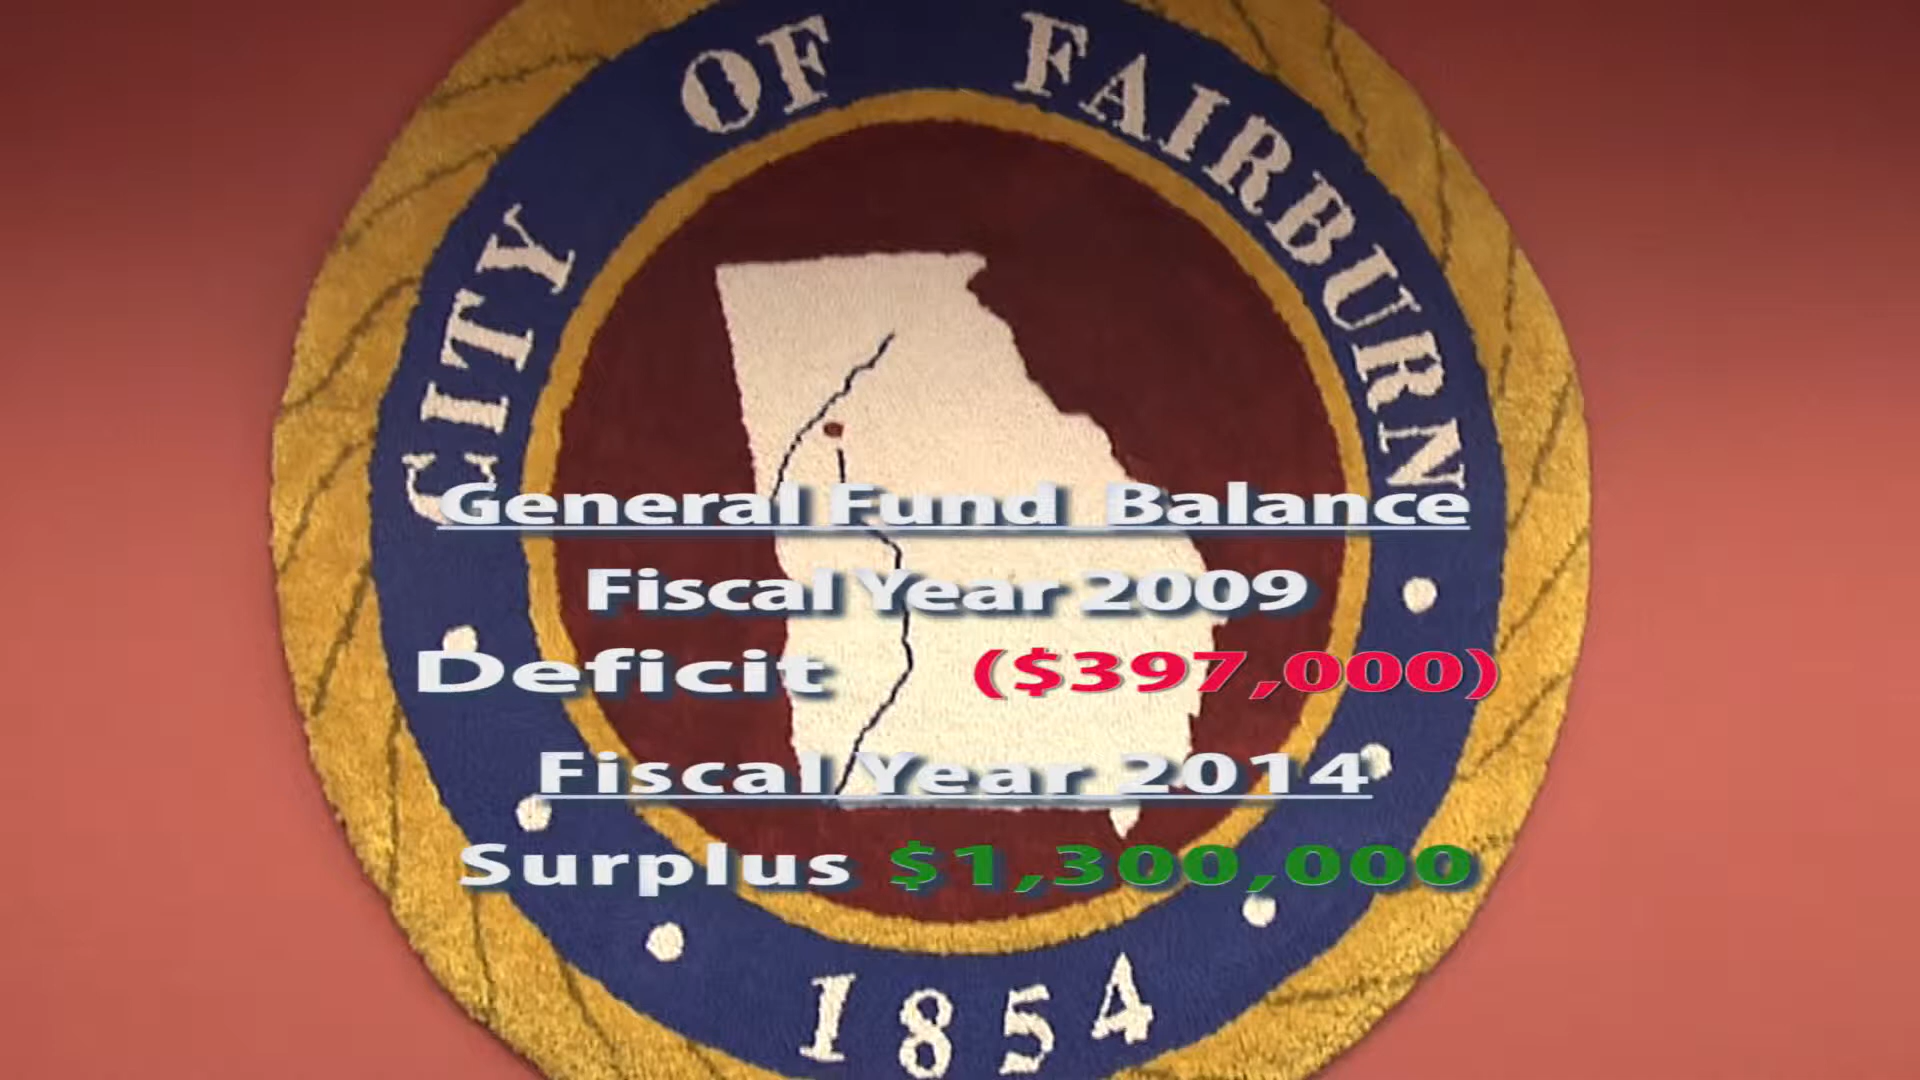 CITY OF FAIRBURN
General Fund Balance
Fiscal Year 2009
Deficit ($397,000)
Fiscal Year 2014
Surplus $1,300,000
1854